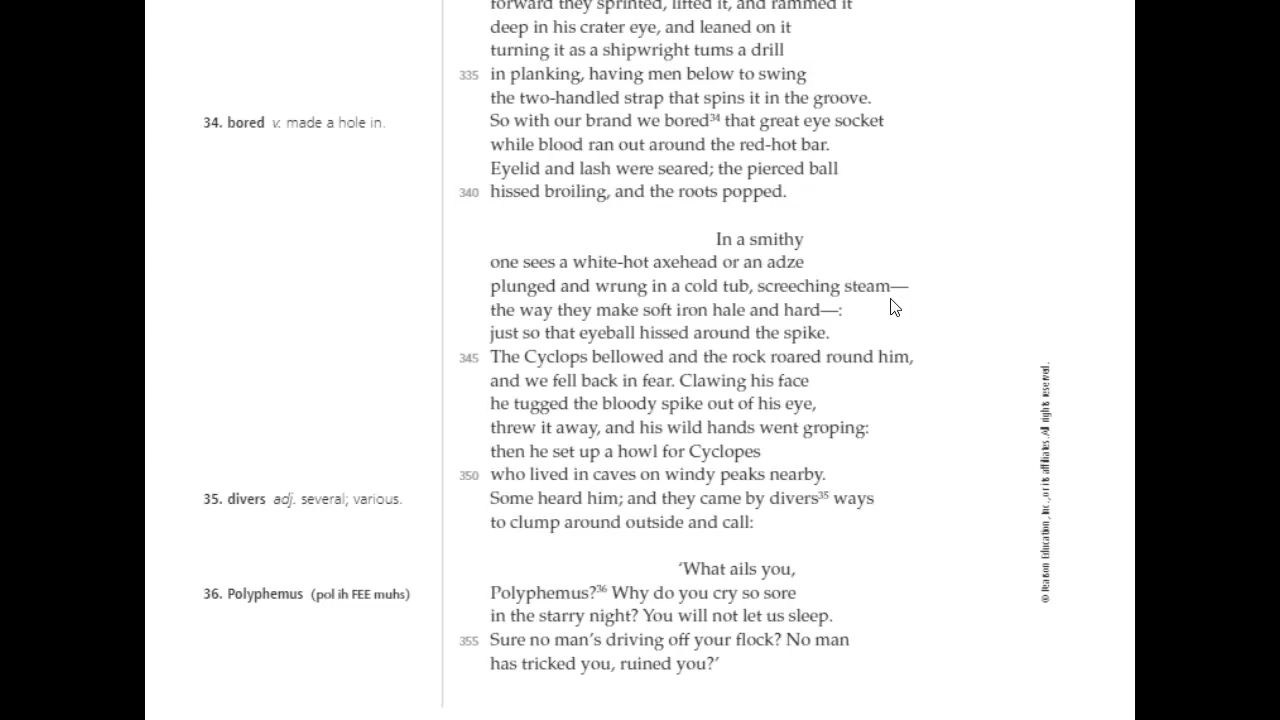 forward they sprinted, lifted it, and rammed it
deep in his crater eye, and leaned on it
turning it as a shipwright tums a drill
335 in planking, having men below to swing
the two-handled strap that spins it in the groove.
34. bored v. made a hole in.
So with our brand we bored³⁴ that great eye socket
while blood ran out around the red-hot bar.
Eyelid and lash were seared; the pierced ball
340 hissed broiling, and the roots popped.
In a smithy
one sees a white-hot axehead or an adze
plunged and wrung in a cold tub, screeching steam—
the way they make soft iron hale and hard—:
just so that eyeball hissed around the spike.
345 The Cyclops bellowed and the rock roared round him,
and we fell back in fear. Clawing his face
he tugged the bloody spike out of his eye,
threw it away, and his wild hands went groping:
then he set up a howl for Cyclopes
350 who lived in caves on windy peaks nearby.
35. divers adj. several; various.
Some heard him; and they came by divers³⁵ ways
to clump around outside and call:
'What ails you,
36. Polyphemus (pol ih FEE muhs)
Polyphemus?³⁶ Why do you cry so sore
in the starry night? You will not let us sleep.
355 Sure no man's driving off your flock? No man
has tricked you, ruined you?'
© Pearson Education, Inc., or its affiliates. All rights reserved.